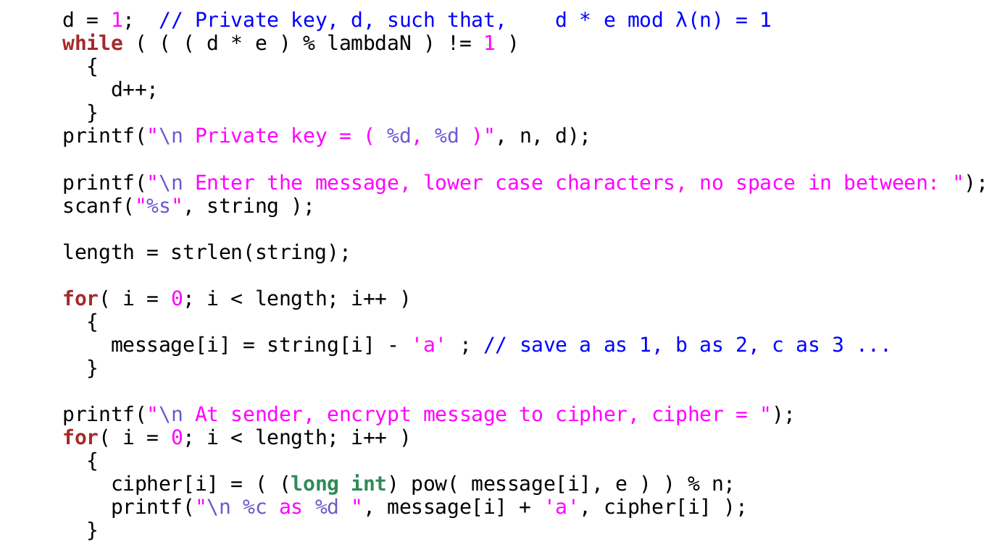 d = 1;  // Private key, d, such that,    d * e mod λ(n) = 1
while ( ( ( d * e ) % lambdaN ) != 1 )
  {
    d++;
  }
printf("\n Private key = ( %d, %d )", n, d);

printf("\n Enter the message, lower case characters, no space in between: ");
scanf("%s", string );

length = strlen(string);

for( i = 0; i < length; i++ )
  {
    message[i] = string[i] - 'a' ; // save a as 1, b as 2, c as 3 ...
  }

printf("\n At sender, encrypt message to cipher, cipher = ");
for( i = 0; i < length; i++ )
  {
    cipher[i] = ( (long int) pow( message[i], e ) ) % n;
    printf("\n %c as %d ", message[i] + 'a', cipher[i] );
  }